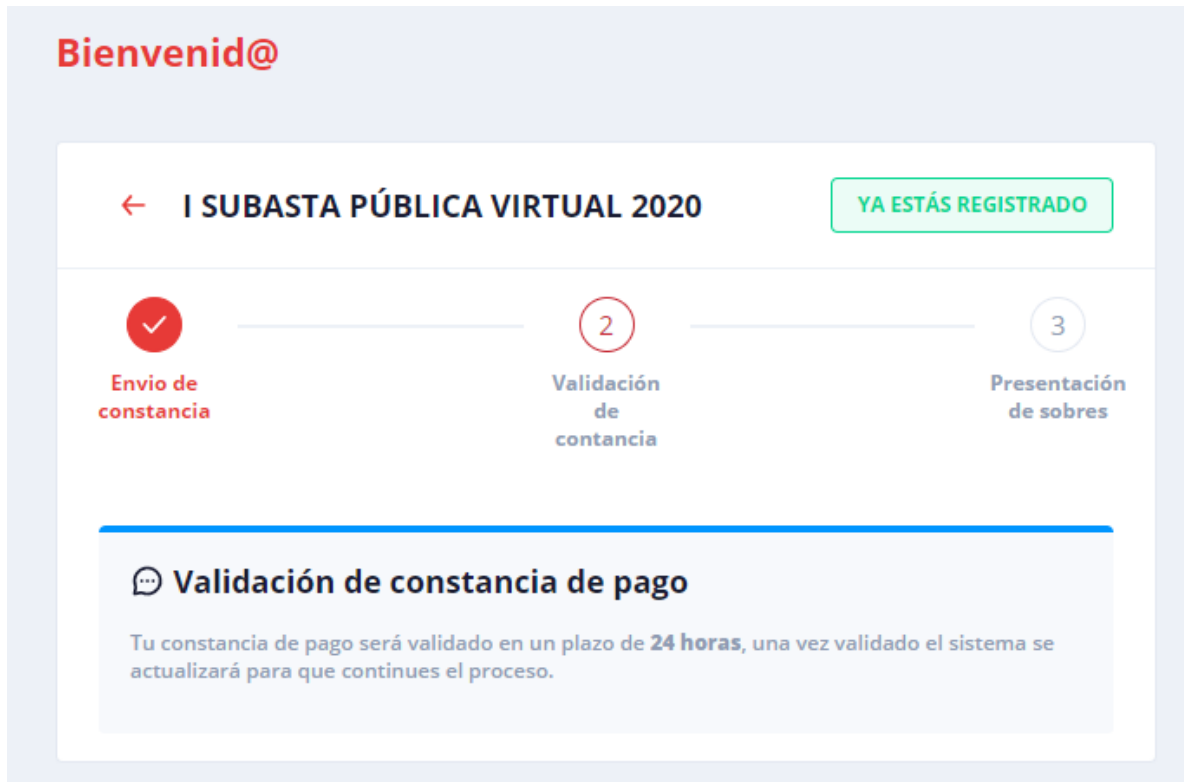 Bienvenid@
I SUBASTA PÚBLICA VIRTUAL 2020
YA ESTÁS REGISTRADO
Envio de
constancia
2
Validación
de
contancia
3
Presentación
de sobres
Validación de constancia de pago
Tu constancia de pago será validado en un plazo de 24 horas, una vez validado el sistema se
actualizará para que continues el proceso.